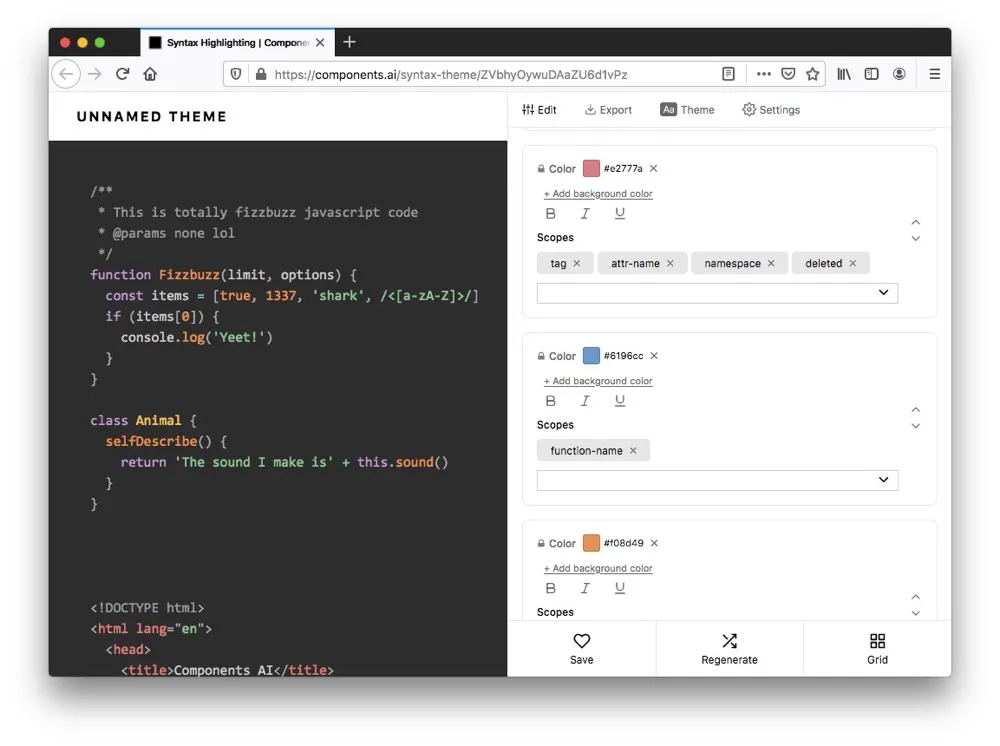 Syntax Highlighting | Compone
https://components.ai/syntax-theme/ZVbhyOywuDAaZU6d1vPz
UNNAMED THEME
/**
* This is totally fizzbuzz javascript code
* @params none lol
*/
function Fizzbuzz(limit, options) {
const items = [true, 1337, 'shark', /<[a-zA-Z]>/]
if (items[0]) {
console.log('Yeet!')
}
}
class Animal {
selfDescribe() {
return 'The sound I make is' + this.sound()
}
}
<!DOCTYPE html>
<html lang="en">
<head>
<title>Components AI</title>
Edit Export Aa Theme Settings
Color #e2777a
+ Add background color
B I U
Scopes
tag attr-name namespace deleted
Color #6196cc
+ Add background color
B I U
Scopes
function-name
Color #f08d49
+ Add background color
B I U
Scopes
Save Regenerate Grid